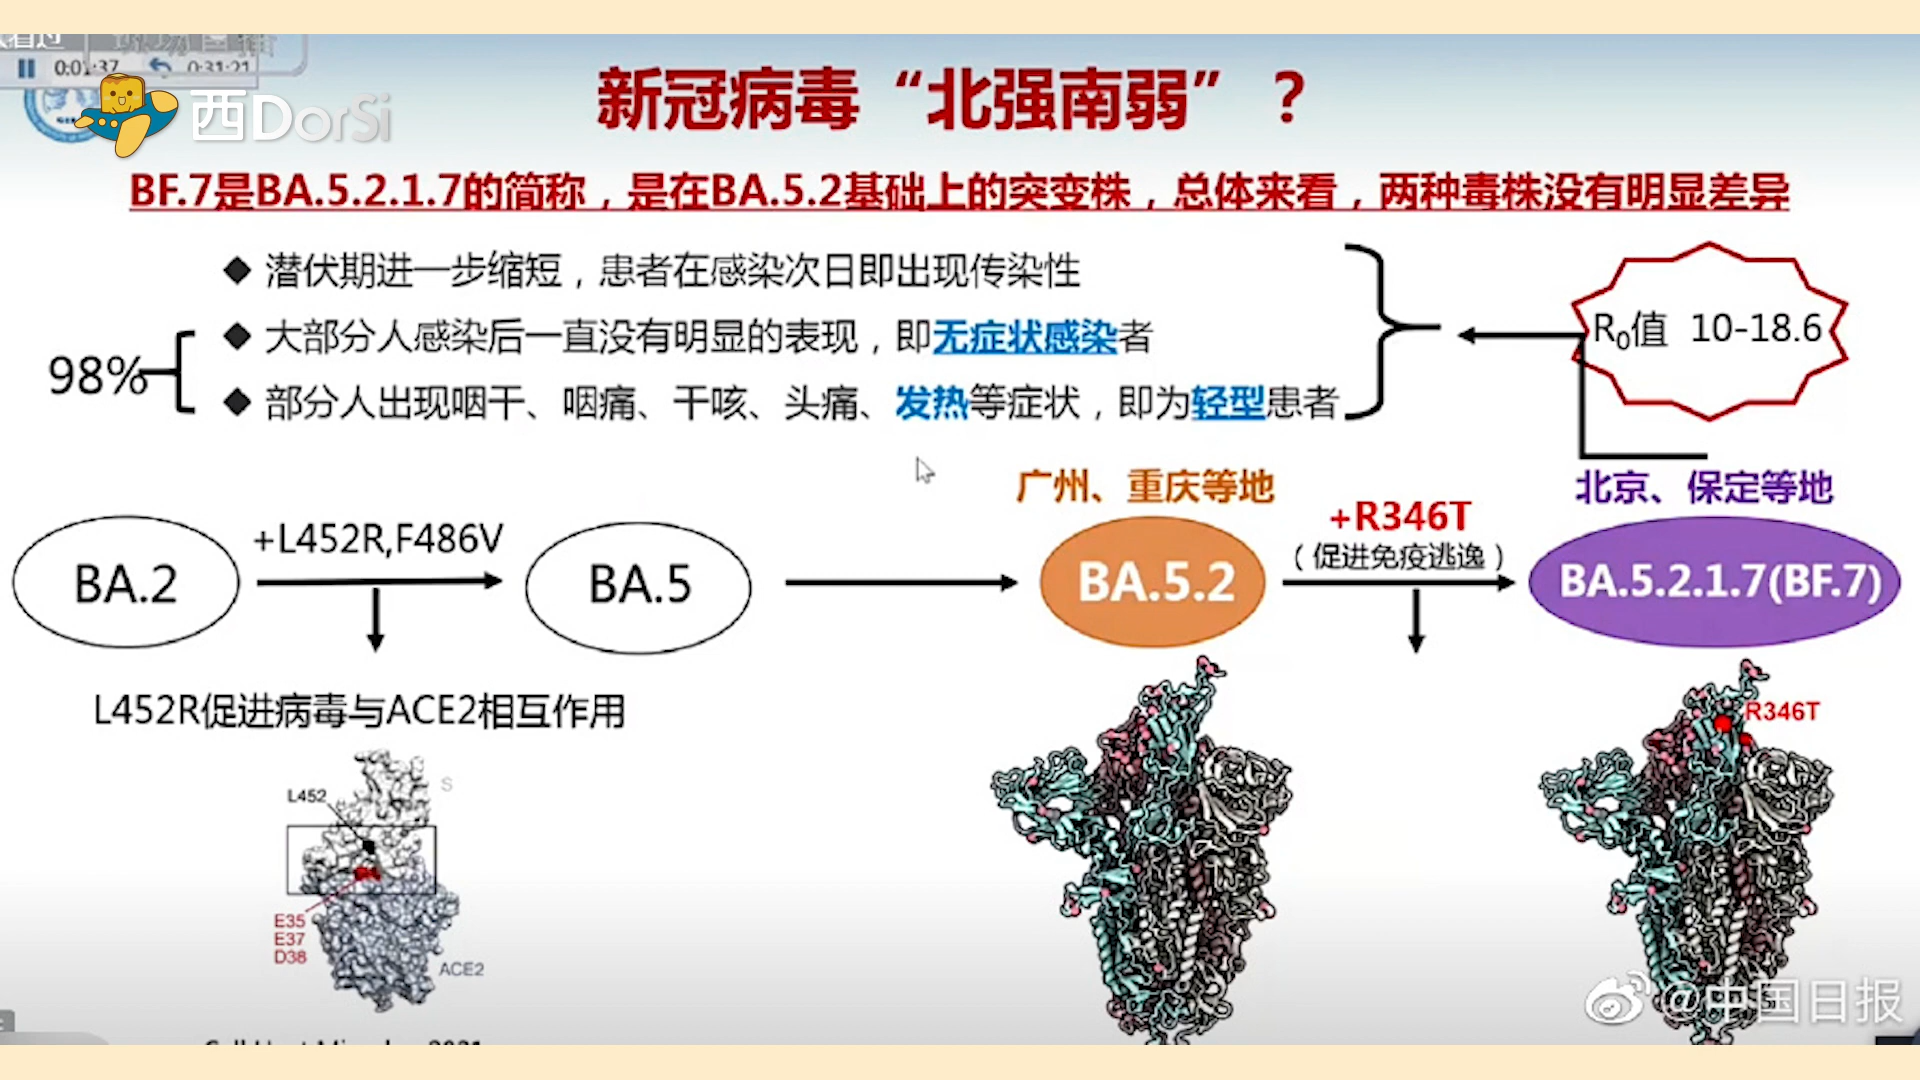 0:01:37 0:31:21
西DorSi
新冠病毒“北强南弱”？
BF.7是BA.5.2.1.7的简称，是在BA.5.2基础上的突变株，总体来看，两种毒株没有明显差异
潜伏期进一步缩短，患者在感染次日即出现传染性
大部分人感染后一直没有明显的表现，即无症状感染者
98%
部分人出现咽干、咽痛、干咳、头痛、发热等症状，即为轻型患者
R₀值 10-18.6
广州、重庆等地
北京、保定等地
+L452R,F486V
+R346T
（促进免疫逃逸）
BA.2
BA.5
BA.5.2
BA.5.2.1.7(BF.7)
L452R促进病毒与ACE2相互作用
R346T
S
L452
E35
E37
D38
ACE2
@中国日报